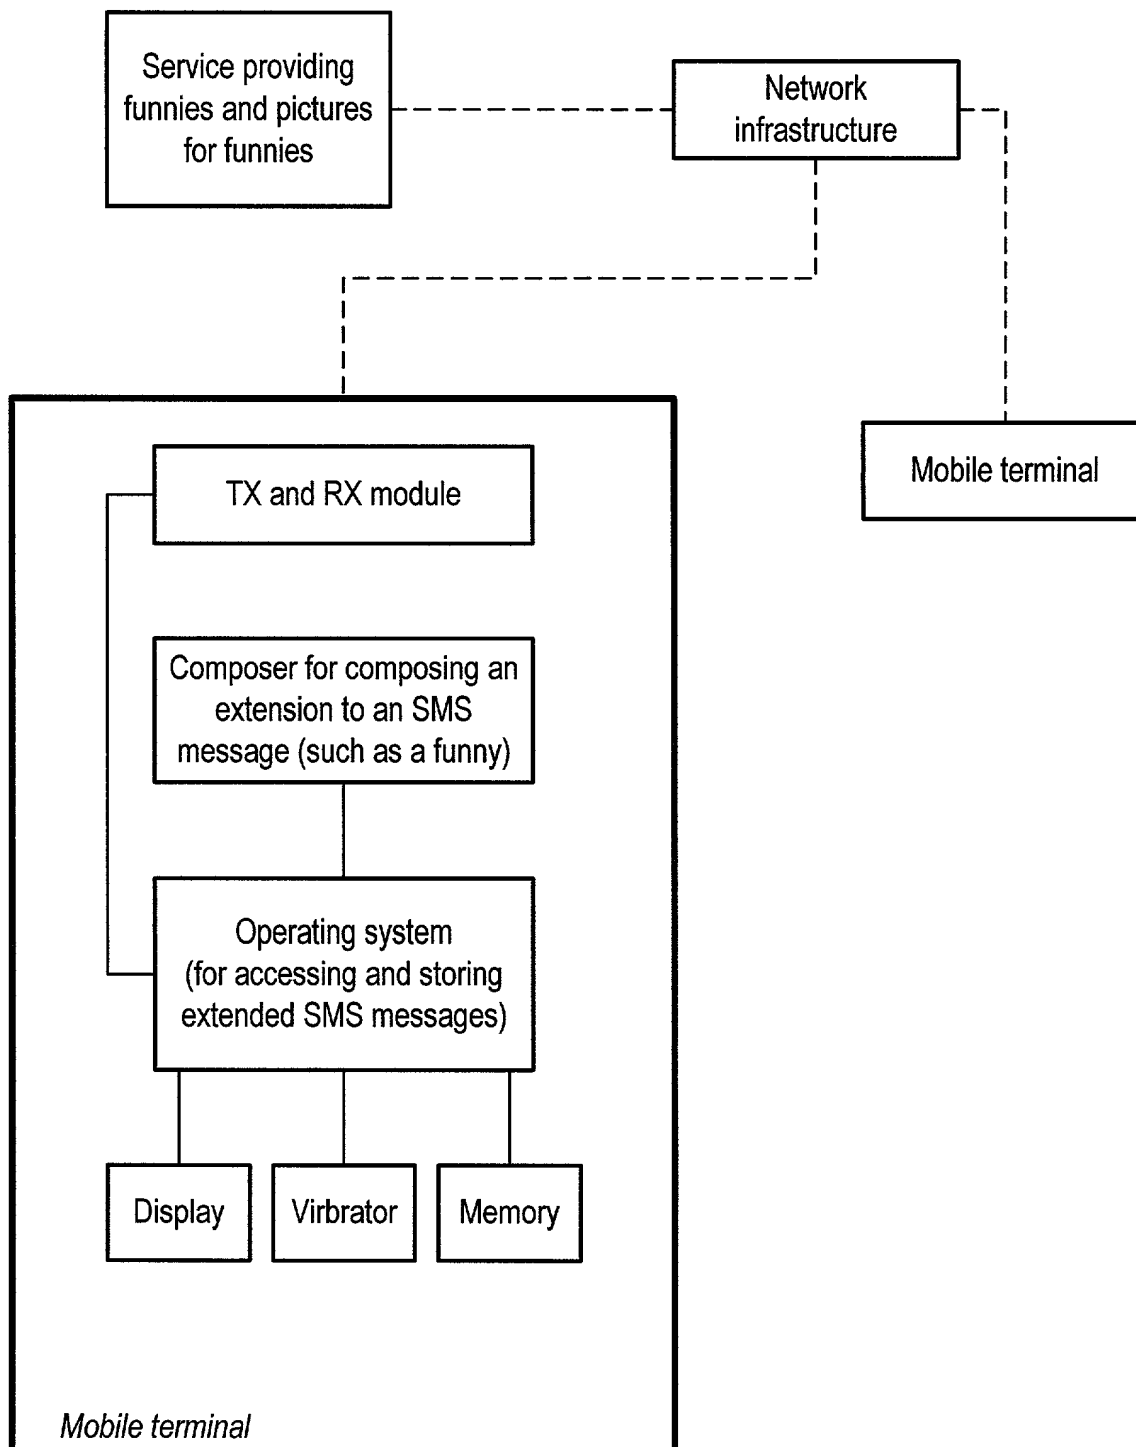 Service providing
funnies and pictures
for funnies
Network
infrastructure
Mobile terminal
TX and RX module
Composer for composing an
extension to an SMS
message (such as a funny)
Operating system
(for accessing and storing
extended SMS messages)
Display
Virbrator
Memory
Mobile terminal